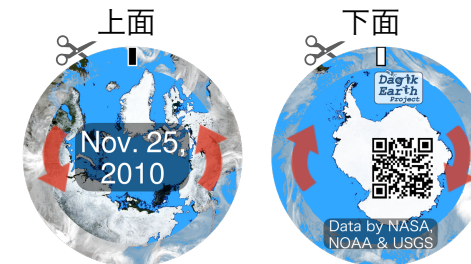 上面
下面
Nov. 25,
2010
Dagik
Earth
Project
Data by NASA,
NOAA & USGS